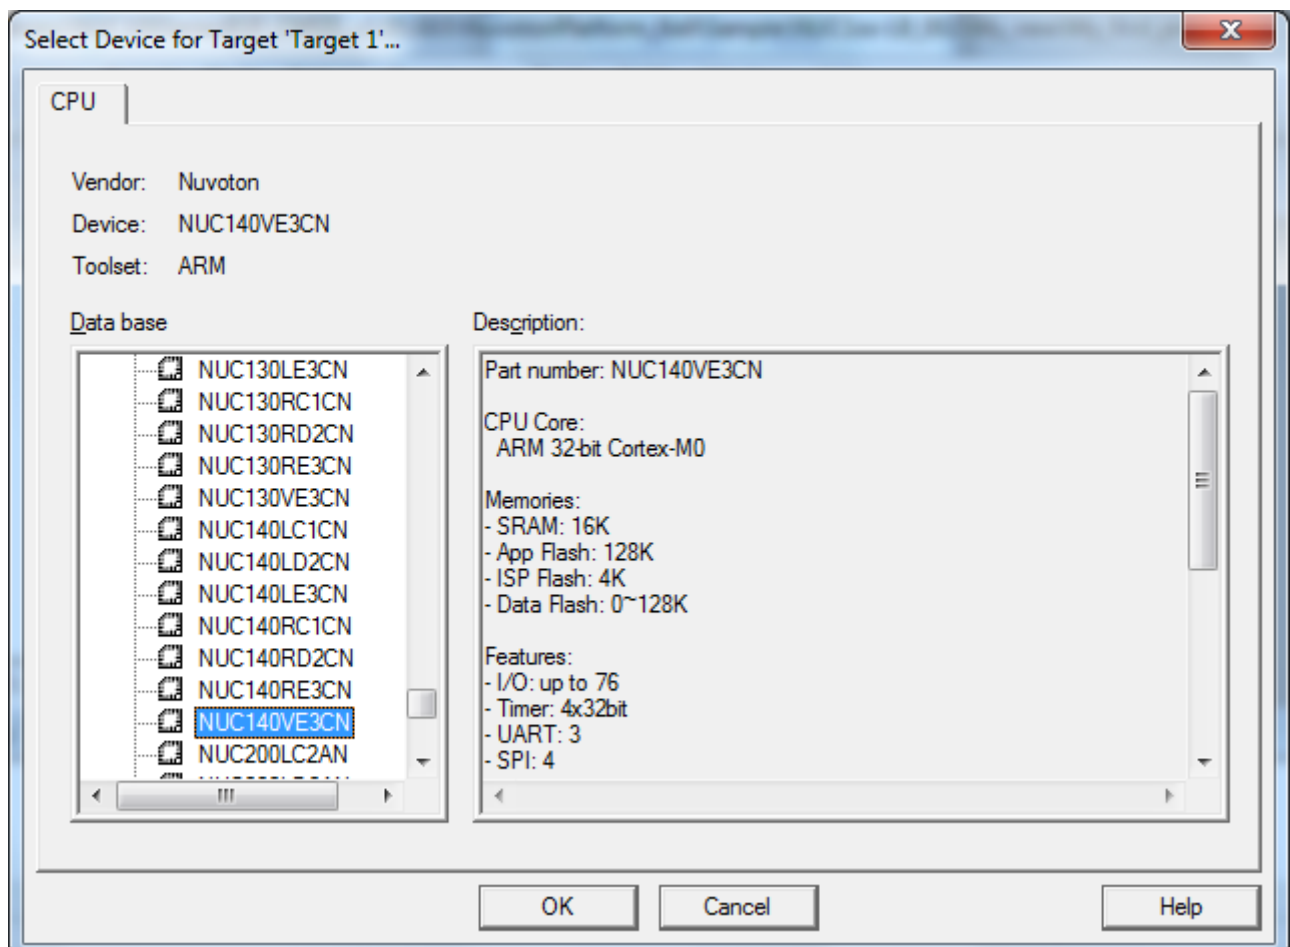 Select Device for Target 'Target 1'...
CPU
Vendor: Nuvoton
Device: NUC140VE3CN
Toolset: ARM
Data base
NUC130LE3CN
NUC130RC1CN
NUC130RD2CN
NUC130RE3CN
NUC130VE3CN
NUC140LC1CN
NUC140LD2CN
NUC140LE3CN
NUC140RC1CN
NUC140RD2CN
NUC140RE3CN
NUC140VE3CN
NUC200LC2AN
Description:
Part number: NUC140VE3CN
CPU Core:
ARM 32-bit Cortex-M0
Memories:
- SRAM: 16K
- App Flash: 128K
- ISP Flash: 4K
- Data Flash: 0~128K
Features:
- I/O: up to 76
- Timer: 4x32bit
- UART: 3
- SPI: 4
OK
Cancel
Help